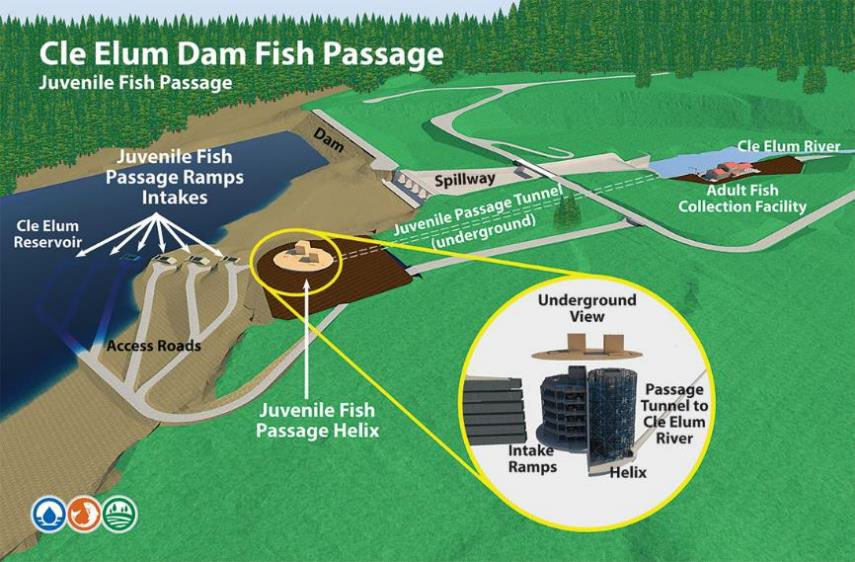 Cle Elum Dam Fish Passage
Juvenile Fish Passage
Dam
Juvenile Fish
Passage Ramps
Intakes
Cle Elum
Reservoir
Spillway
Cle Elum River
Adult Fish
Collection Facility
Juvenile Passage Tunnel
(underground)
Access Roads
Juvenile Fish
Passage Helix
Underground
View
Passage
Tunnel to
Cle Elum
River
Intake
Ramps
Helix